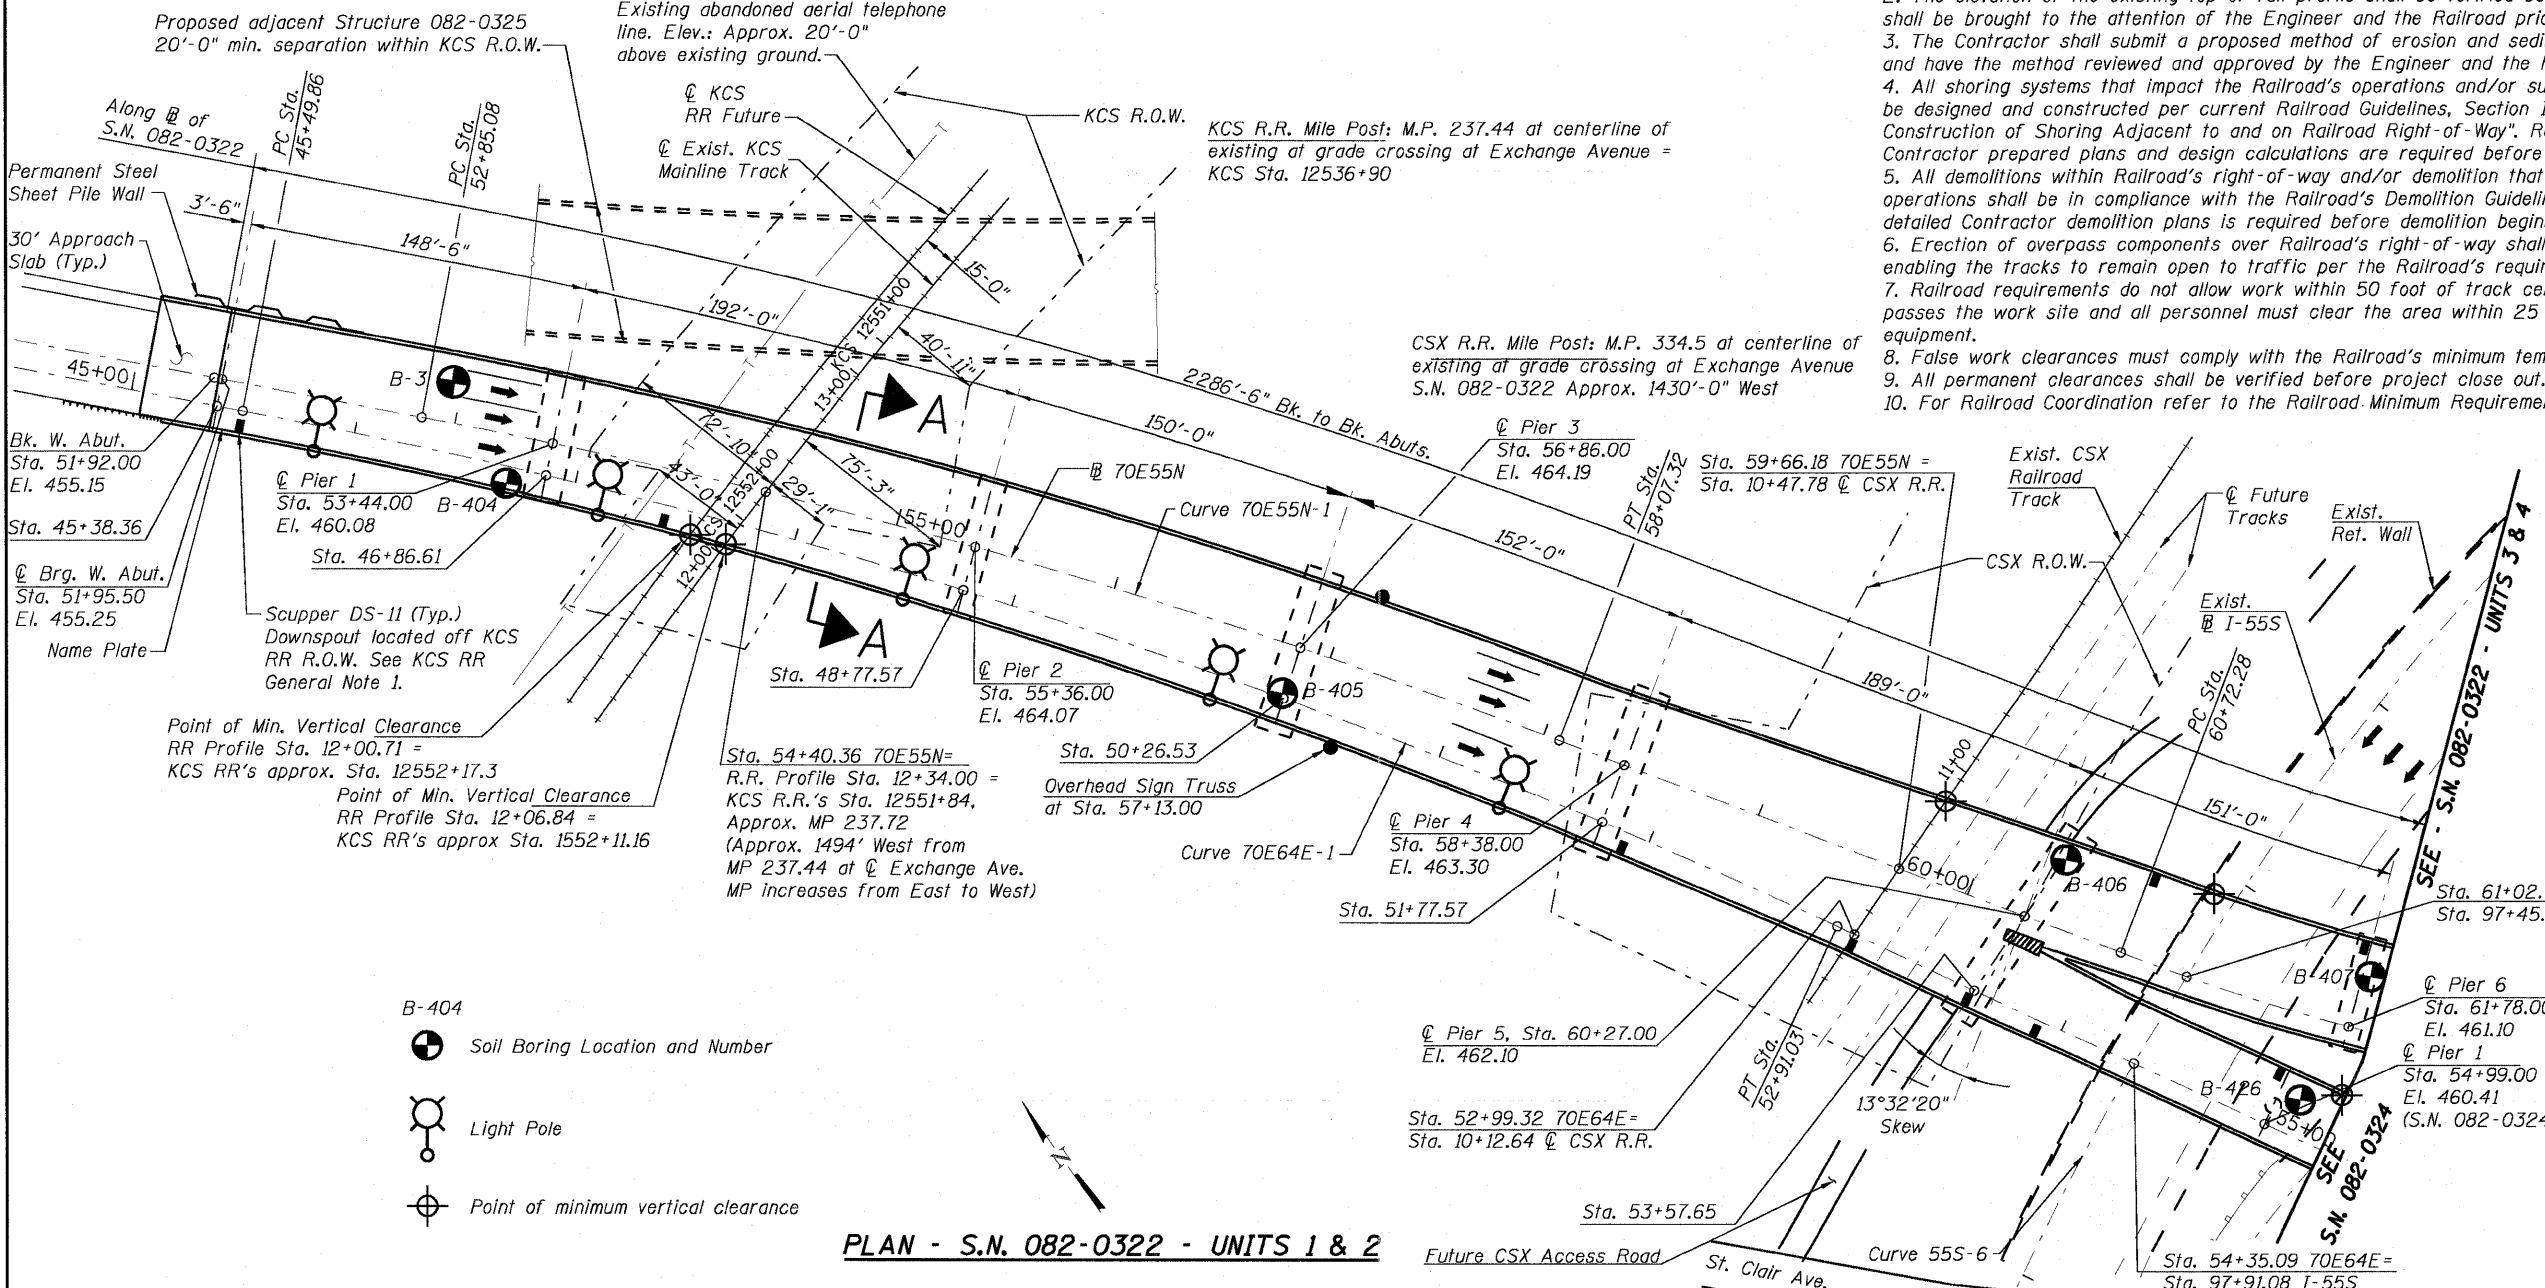 Proposed adjacent Structure 082-0325
20'-0" min. separation within KCS R.O.W.
Existing abandoned aerial telephone
line. Elev.: Approx. 20'-0"
above existing ground.
℄ KCS
RR Future
℄ Exist. KCS
Mainline Track
KCS R.O.W.
KCS R.R. Mile Post: M.P. 237.44 at centerline of
existing at grade crossing at Exchange Avenue =
KCS Sta. 12536+90
shall be brought to the attention of the Engineer and the Railroad
3. The Contractor shall submit a proposed method of erosion and
and have the method reviewed and approved by the Engineer and the
4. All shoring systems that impact the Railroad's operations and/or
be designed and constructed per current Railroad Guidelines, Section
Construction of Shoring Adjacent to and on Railroad Right-of-Way".
Contractor prepared plans and design calculations are required before
5. All demolitions within Railroad's right-of-way and/or demolition that
operations shall be in compliance with the Railroad's Demolition
detailed Contractor demolition plans is required before demolition
6. Erection of overpass components over Railroad's right-of-way shall
enabling the tracks to remain open to traffic per the Railroad's
7. Railroad requirements do not allow work within 50 foot of track
passes the work site and all personnel must clear the area within 25
equipment.
8. False work clearances must comply with the Railroad's minimum
9. All permanent clearances shall be verified before project close out.
10. For Railroad Coordination refer to the Railroad Minimum
Along ⅊ of
S.N. 082-0322
PC Sta.
45+49.86
PC Sta.
52+85.08
Permanent Steel
Sheet Pile Wall
30' Approach
Slab (Typ.)
3'-6"
148'-6"
192'-0"
15-0"
40'-11"
KCS 12551+00
13+00
A
2286'-6" Bk. to Bk. Abuts.
150'-0"
CSX R.R. Mile Post: M.P. 334.5 at centerline of
existing at grade crossing at Exchange Avenue
S.N. 082-0322 Approx. 1430'-0" West
45+00
B-3
Bk. W. Abut.
Sta. 51+92.00
El. 455.15
Sta. 45+38.36
℄ Brg. W. Abut.
Sta. 51+95.50
El. 455.25
Name Plate
℄ Pier 1
Sta. 53+44.00
El. 460.08
B-404
Sta. 46+86.61
72'-10"
43'-0"
29'-1"
75'-3"
KCS 12552+00
12+00
55+00
⅊ 70E55N
Curve 70E55N-1
A
℄ Pier 3
Sta. 56+86.00
El. 464.19
PT Sta.
58+07.32
152'-0"
Sta. 59+66.18 70E55N =
Sta. 10+47.78 ℄ CSX R.R.
Exist. CSX
Railroad
Track
℄ Future
Tracks
CSX R.O.W.
Exist.
Ret. Wall
Exist.
⅊ I-55S
Scupper DS-11 (Typ.)
Downspout located off KCS
RR R.O.W. See KCS RR
General Note 1.
Point of Min. Vertical Clearance
RR Profile Sta. 12+00.71 =
KCS RR's approx. Sta. 12552+17.3
Point of Min. Vertical Clearance
RR Profile Sta. 12+06.84 =
KCS RR's approx Sta. 1552+11.16
Sta. 54+40.36 70E55N=
R.R. Profile Sta. 12+34.00 =
KCS R.R.'s Sta. 12551+84,
Approx. MP 237.72
(Approx. 1494' West from
MP 237.44 at ℄ Exchange Ave.
MP increases from East to West)
Sta. 48+77.57
℄ Pier 2
Sta. 55+36.00
El. 464.07
B-405
Sta. 50+26.53
Overhead Sign Truss
at Sta. 57+13.00
Curve 70E64E-1
℄ Pier 4
Sta. 58+38.00
El. 463.30
Sta. 51+77.57
189'-0"
PC Sta.
60+72.28
151'-0"
11+00
60+00
B-406
B-407
SEE - S.N. 082-0322 - UNITS 3 & 4
Sta. 61+02.
Sta. 97+45.
℄ Pier 6
Sta. 61+78.00
El. 461.10
℄ Pier 1
Sta. 54+99.00
El. 460.41
(S.N. 082-0324
B-426
55+00
SEE
S.N. 082-0324
℄ Pier 5, Sta. 60+27.00
El. 462.10
PT Sta.
52+91.03
13°32'20"
Skew
Sta. 52+99.32 70E64E=
Sta. 10+12.64 ℄ CSX R.R.
Sta. 53+57.65
Future CSX Access Road
St. Clair Ave.
Curve 55S-6
Sta. 54+35.09 70E64E=
Sta. 97+91.08 I-55S
B-404
Soil Boring Location and Number
Light Pole
Point of minimum vertical clearance
N
PLAN - S.N. 082-0322 - UNITS 1 & 2